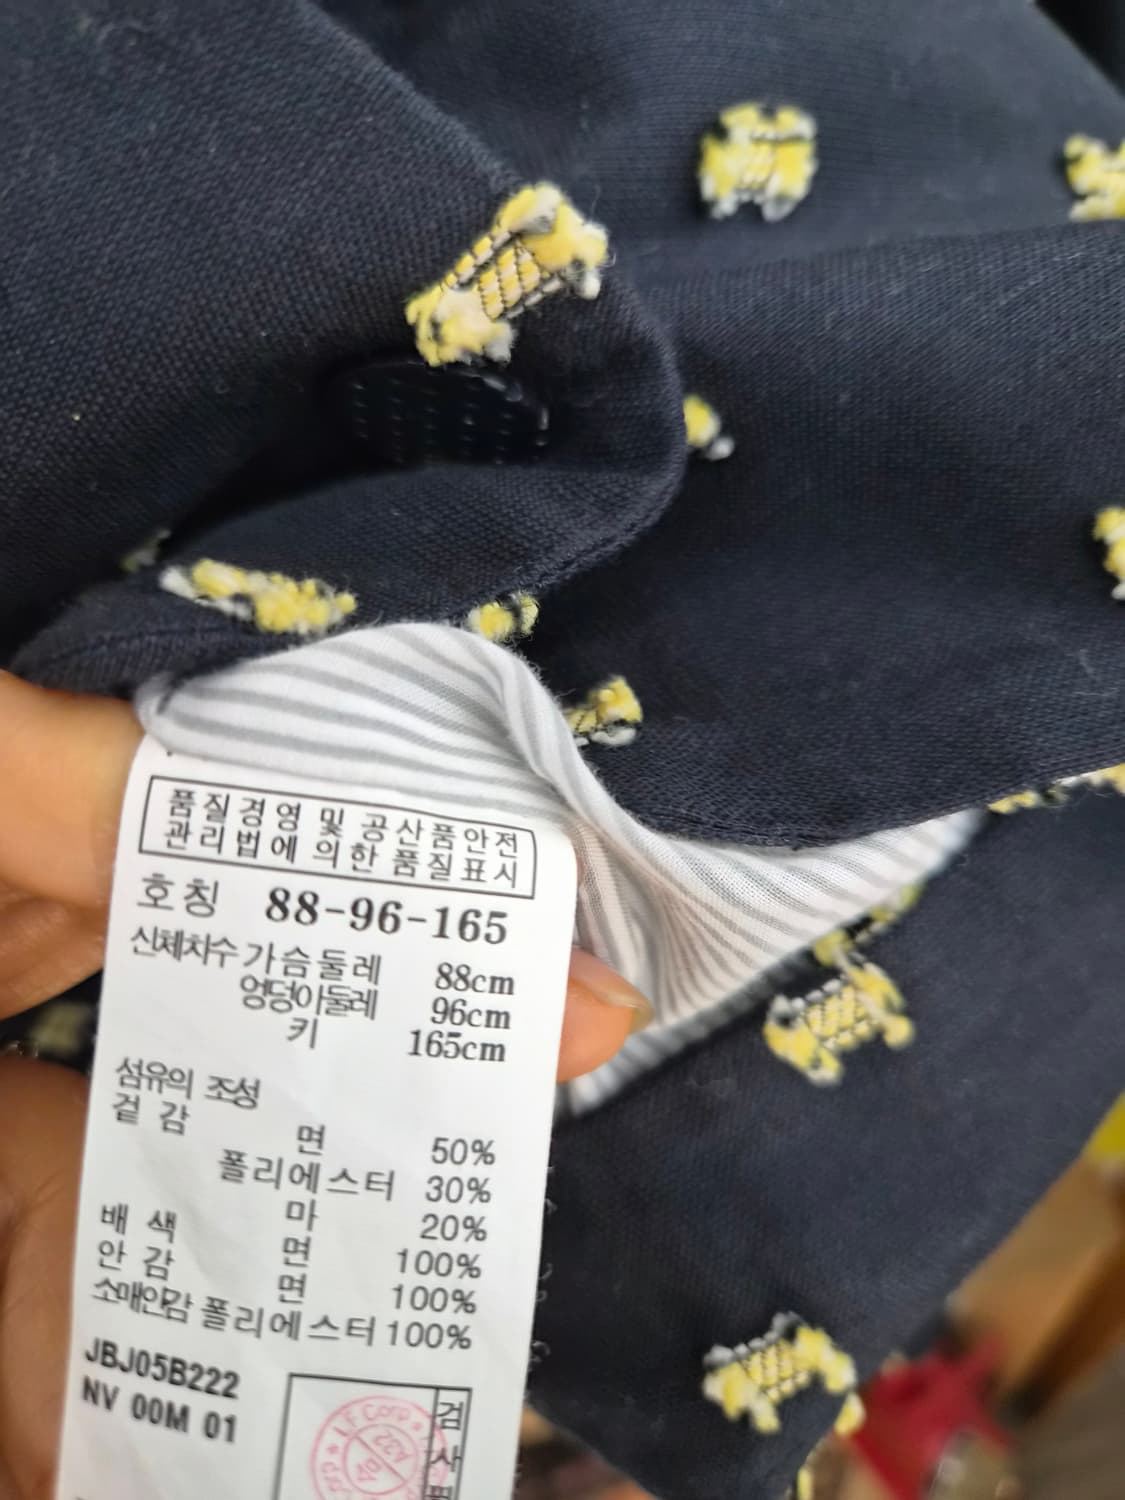 품질경영 및 공산품안전
관리법에 의한 품질표시
호칭 88-96-165
신체치수 가슴둘레 88cm
엉덩이둘레 96cm
키 165cm
섬유의 조성
겉감
면 50%
폴리에스터 30%
마 20%
배색 면 100%
안감 면 100%
소매안감 폴리에스터 100%
JBJ05B222
NV 00M 01
검
사
LF Corp